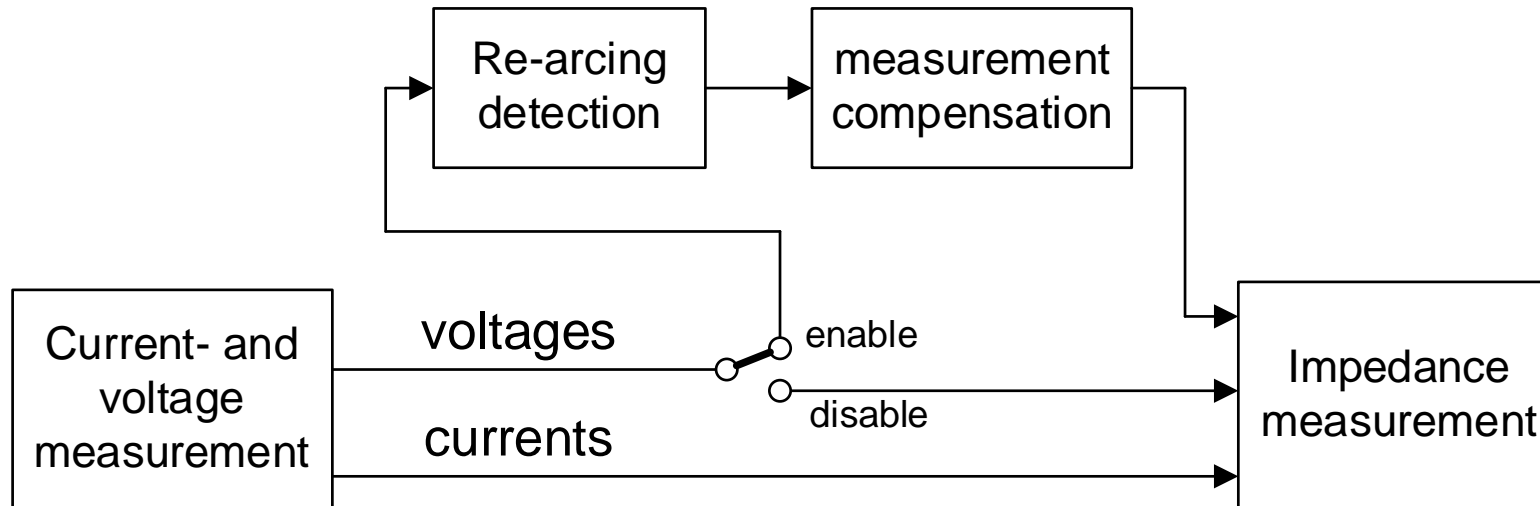 Re-arcing
detection
measurement
compensation
Current- and
voltage
measurement
voltages
currents
enable
disable
Impedance
measurement